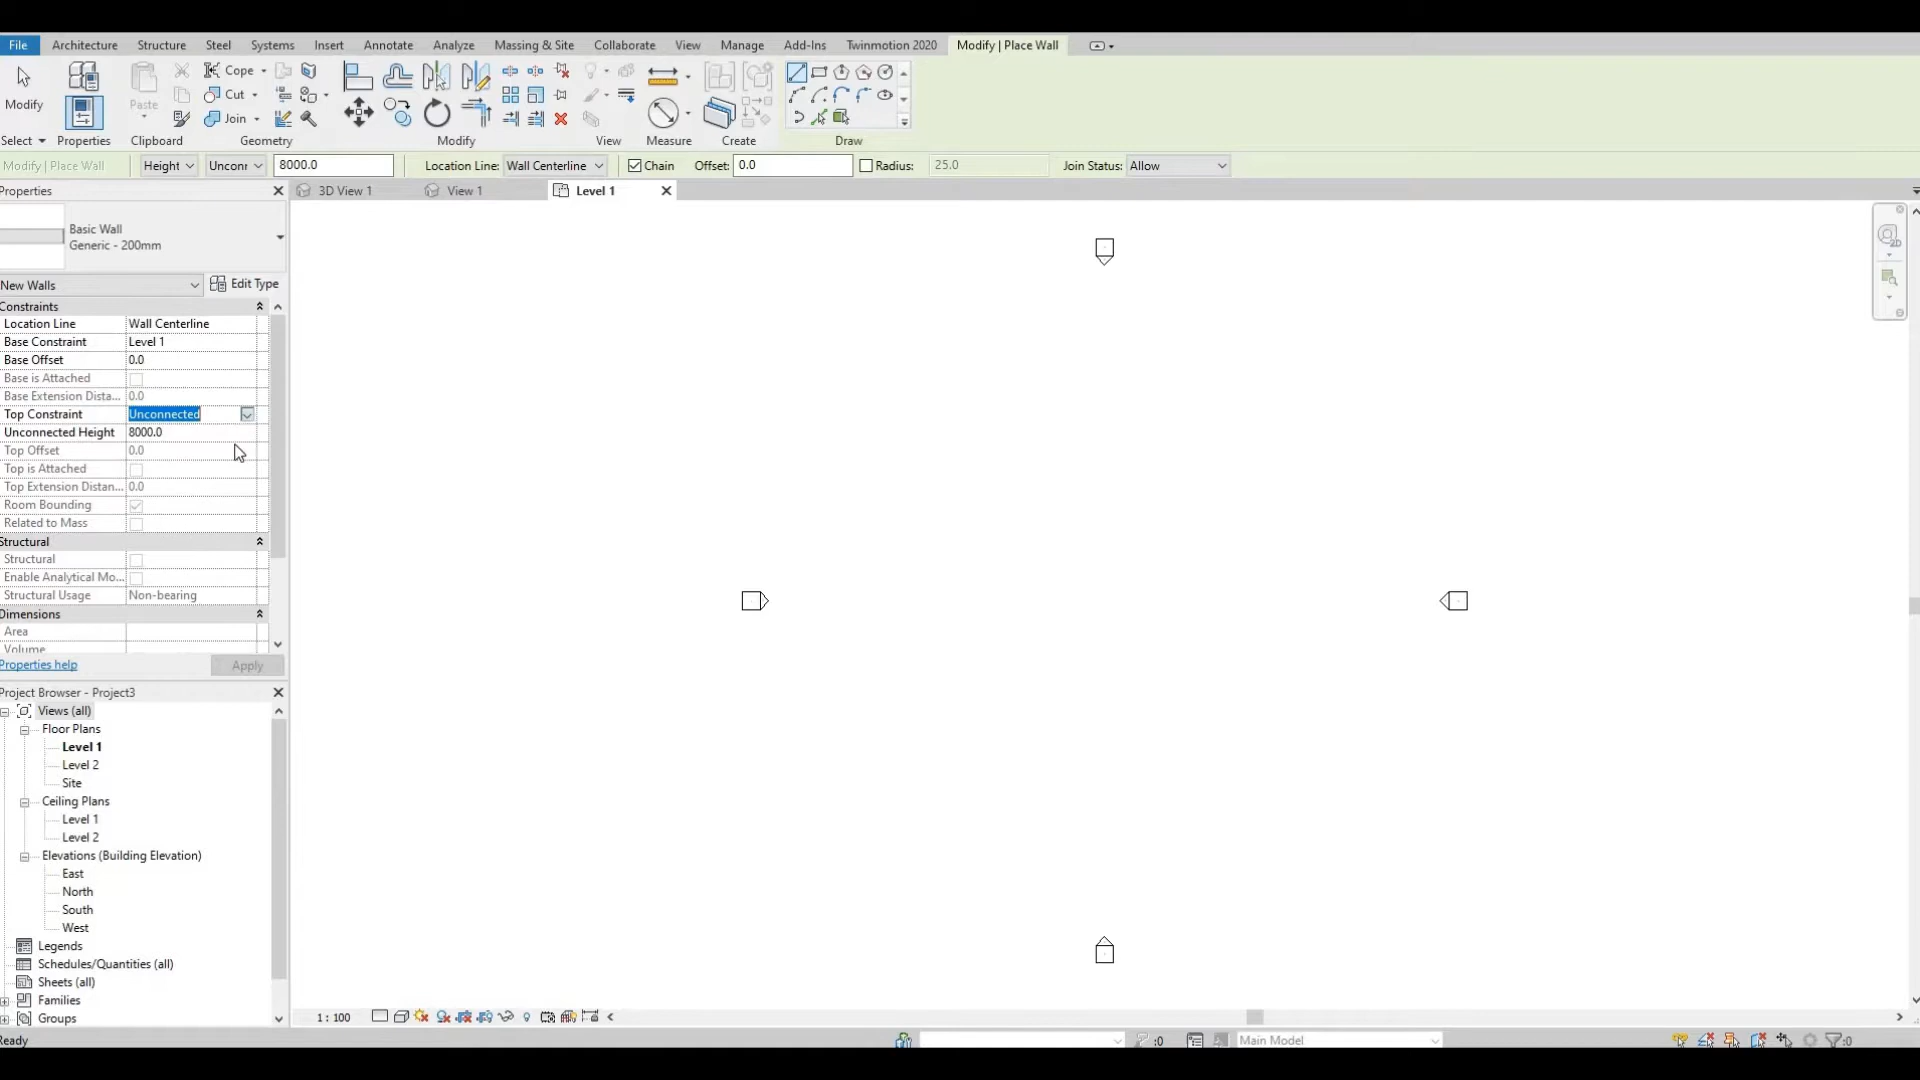 File Architecture Structure Steel Systems Insert Annotate Analyze Massing & Site Collaborate View Manage Add-Ins Twinmotion 2020 Modify | Place Wall
Modify
Paste
Cope
Cut
Join
Select Properties Clipboard Geometry Modify View Measure Create Draw
Modify | Place Wall Height Unconr 8000.0 Location Line: Wall Centerline Chain Offset: 0.0 Radius: 25.0 Join Status: Allow
Properties
3D View 1 View 1 Level 1
Basic Wall
Generic - 200mm
New Walls Edit Type
Constraints
Location Line Wall Centerline
Base Constraint Level 1
Base Offset 0.0
Base is Attached
Base Extension Dista... 0.0
Top Constraint Unconnected
Unconnected Height 8000.0
Top Offset 0.0
Top is Attached
Top Extension Distan... 0.0
Room Bounding
Related to Mass
Structural
Structural
Enable Analytical Mo...
Structural Usage Non-bearing
Dimensions
Area
Volume
Properties help Apply
Project Browser - Project3
Views (all)
Floor Plans
Level 1
Level 2
Site
Ceiling Plans
Level 1
Level 2
Elevations (Building Elevation)
East
North
South
West
Legends
Schedules/Quantities (all)
Sheets (all)
Families
Groups
1 : 100
Ready :0 Main Model :0
2D